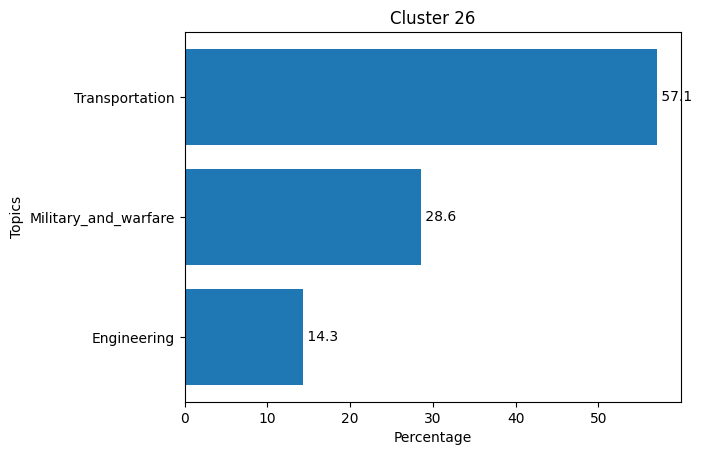 Cluster 26
Topics
Transportation
57.1
Military_and_warfare
28.6
Engineering
14.3
0 10 20 30 40 50
Percentage